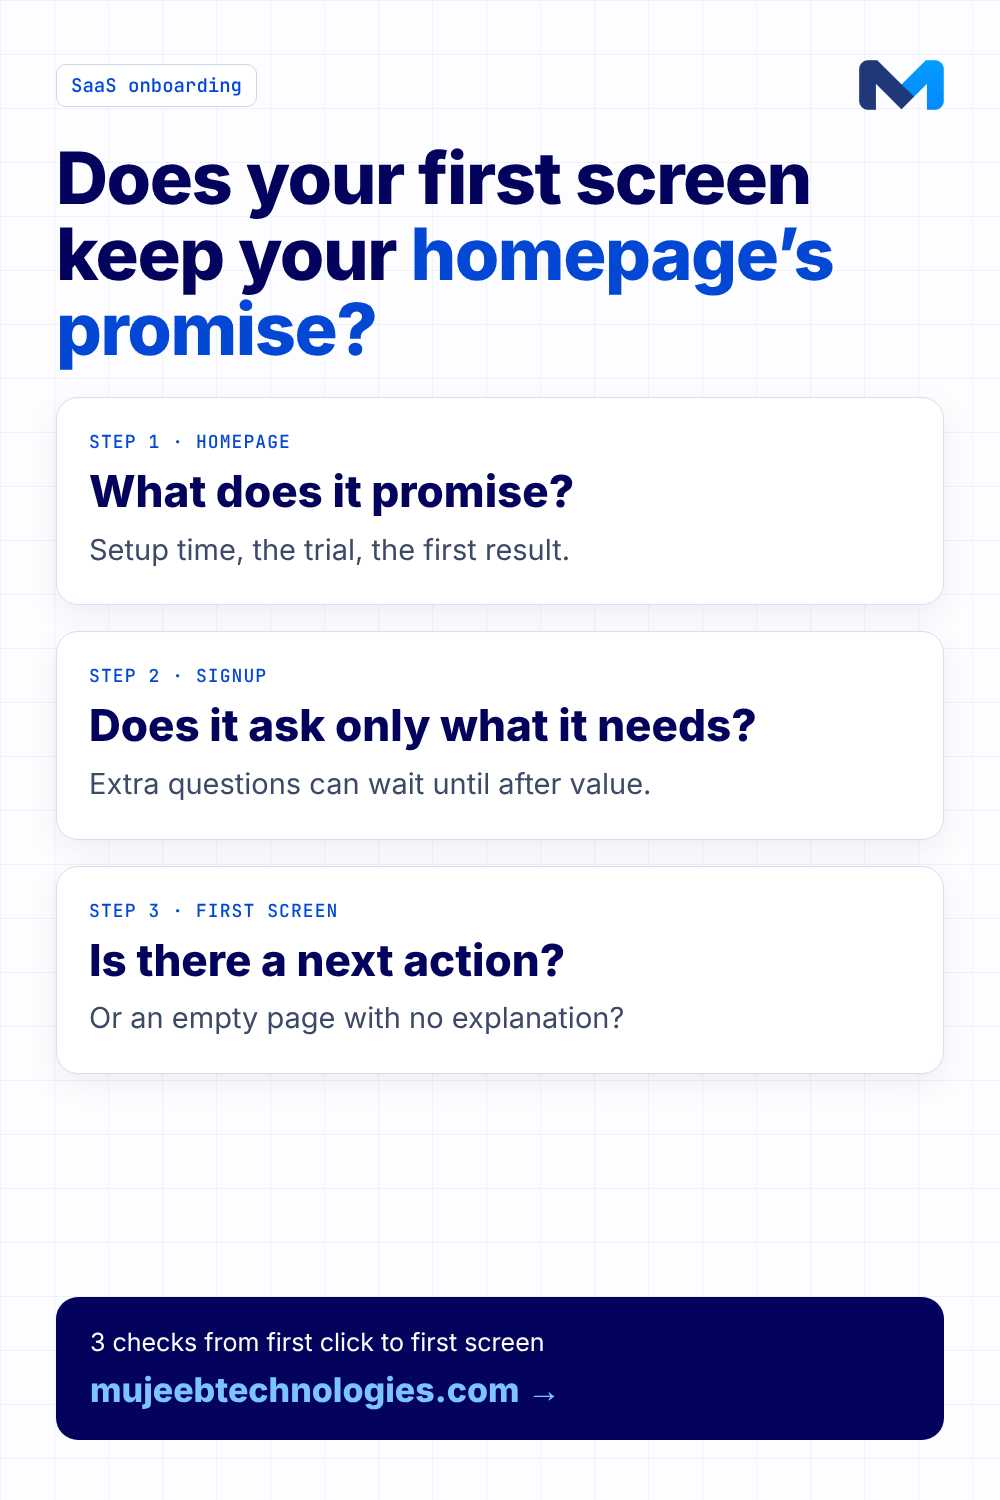 SaaS onboarding
Does your first screen
keep your homepage’s
promise?
STEP 1 · HOMEPAGE
What does it promise?
Setup time, the trial, the first result.
STEP 2 · SIGNUP
Does it ask only what it needs?
Extra questions can wait until after value.
STEP 3 · FIRST SCREEN
Is there a next action?
Or an empty page with no explanation?
3 checks from first click to first screen
mujeebtechnologies.com →